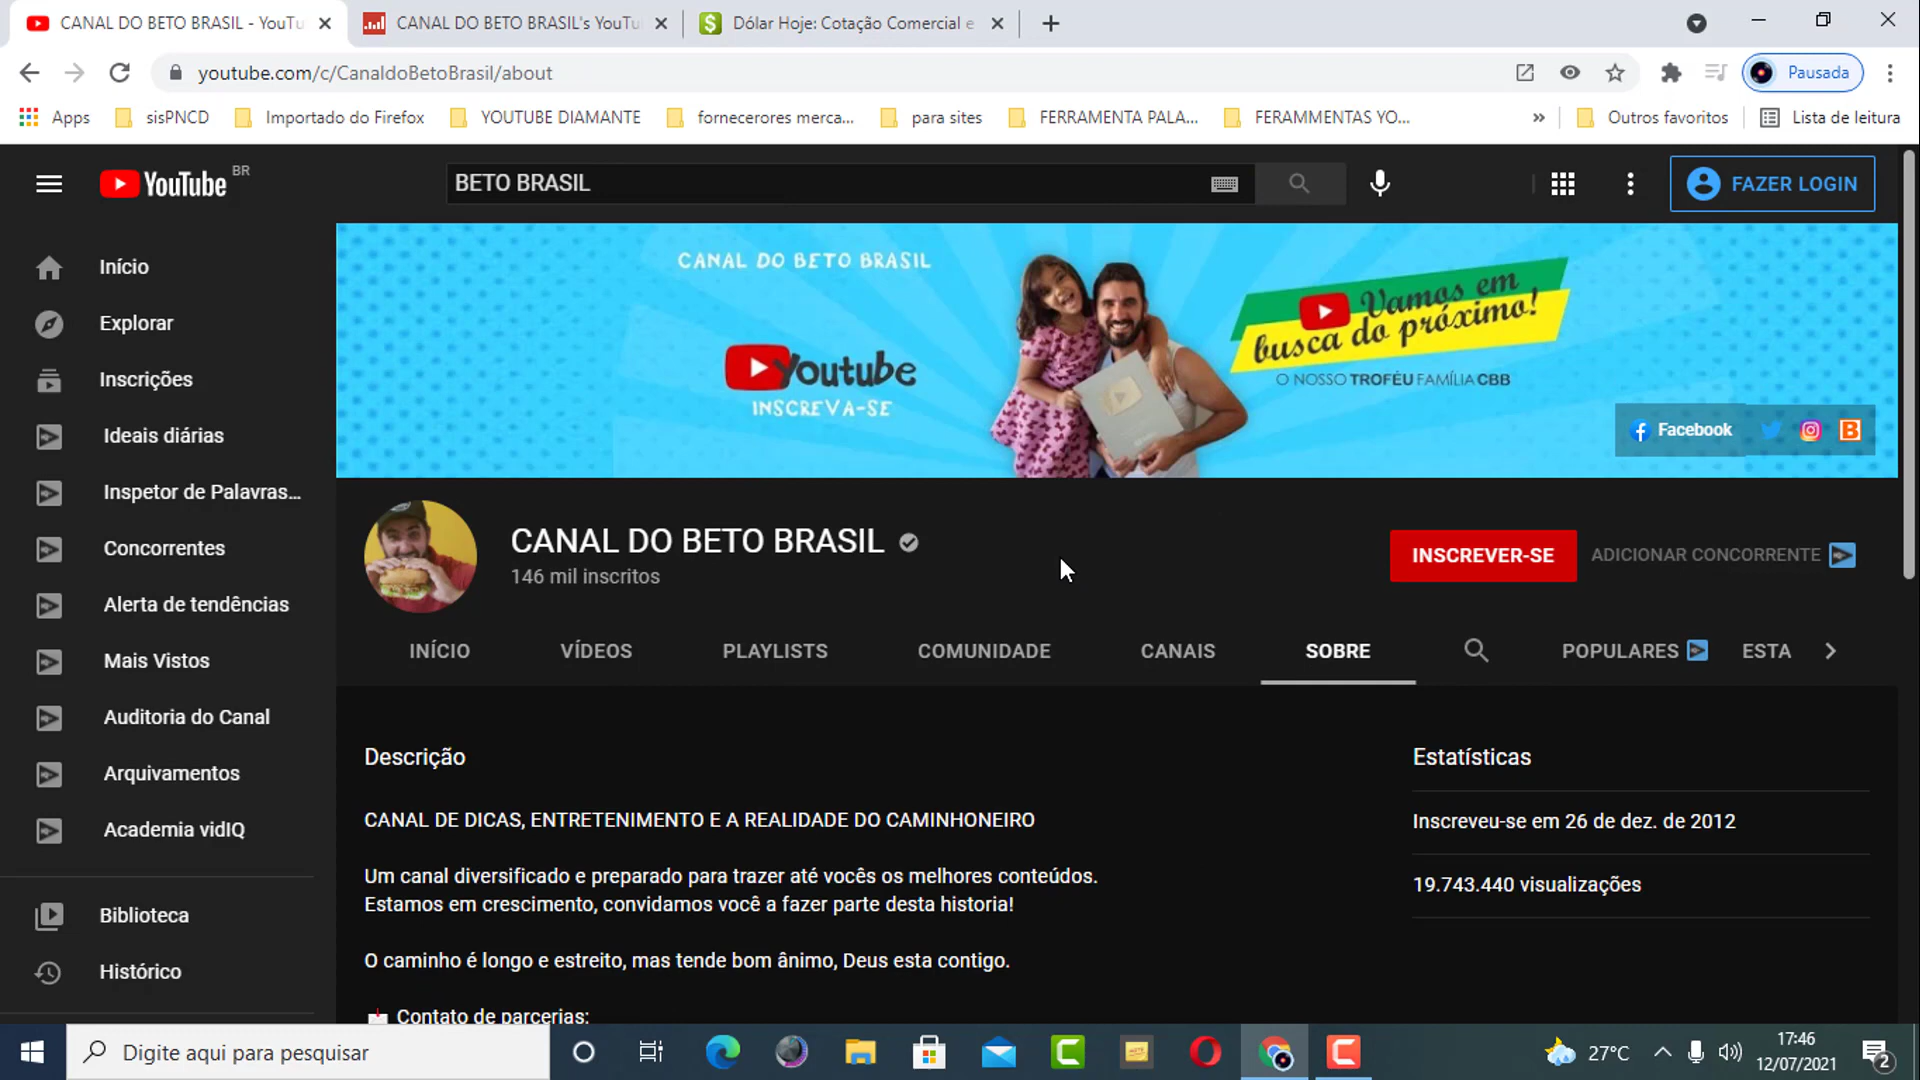 CANAL DO BETO BRASIL - YouTu
CANAL DO BETO BRASIL's YouTu
Dólar Hoje: Cotação Comercial e
youtube.com/c/CanaldoBetoBrasil/about
Pausada
Apps
sisPNCD
Importado do Firefox
YOUTUBE DIAMANTE
fornecerores merca...
para sites
FERRAMENTA PALA...
FERAMMENTAS YO...
»
Outros favoritos
Lista de leitura
YouTube BR
BETO BRASIL
FAZER LOGIN
Início
Explorar
Inscrições
Ideais diárias
Inspetor de Palavras...
Concorrentes
Alerta de tendências
Mais Vistos
Auditoria do Canal
Arquivamentos
Academia vidIQ
Biblioteca
Histórico
CANAL DO BETO BRASIL
Youtube
INSCREVA-SE
Vamos em
busca do próximo!
O NOSSO TROFÉU FAMÍLIA CBB
Facebook
CANAL DO BETO BRASIL
146 mil inscritos
INSCREVER-SE
ADICIONAR CONCORRENTE
INÍCIO
VÍDEOS
PLAYLISTS
COMUNIDADE
CANAIS
SOBRE
POPULARES
ESTA
Descrição
CANAL DE DICAS, ENTRETENIMENTO E A REALIDADE DO CAMINHONEIRO
Um canal diversificado e preparado para trazer até vocês os melhores conteúdos.
Estamos em crescimento, convidamos você a fazer parte desta historia!
O caminho é longo e estreito, mas tende bom ânimo, Deus esta contigo.
Contato de parcerias:
Estatísticas
Inscreveu-se em 26 de dez. de 2012
19.743.440 visualizações
Digite aqui para pesquisar
27°C
17:46
12/07/2021
2